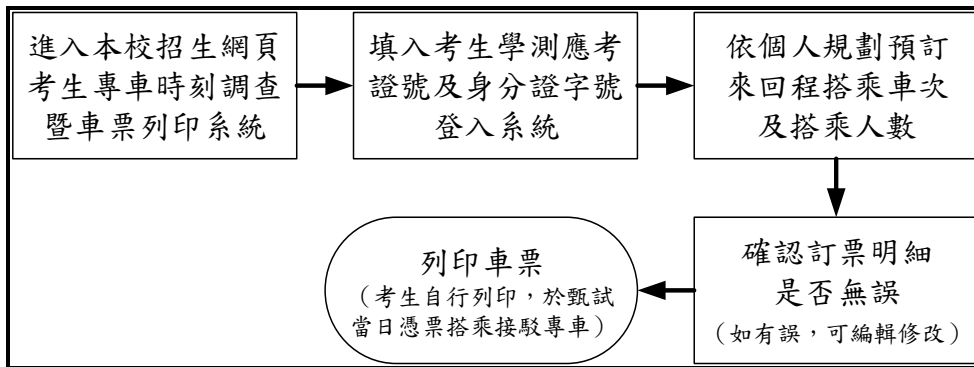 進入本校招生網頁
考生專車時刻調查
暨車票列印系統
填入考生學測應考
證號及身分證字號
登入系統
依個人規劃預訂
來回程搭乘車次
及搭乘人數
確認訂票明細
是否無誤
（如有誤，可編輯修改）
列印車票
（考生自行列印，於甄試
當日憑票搭乘接駁專車）